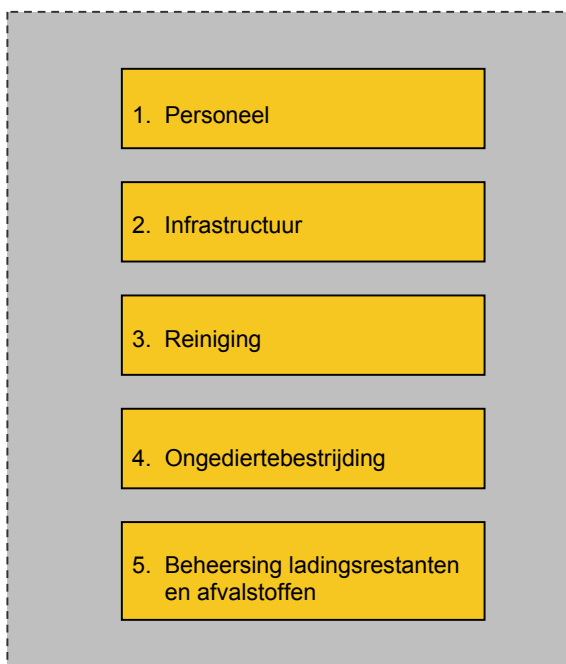 1. Personeel
2. Infrastructuur
3. Reiniging
4. Ongediertebestrijding
5. Beheersing ladingsrestanten
en afvalstoffen